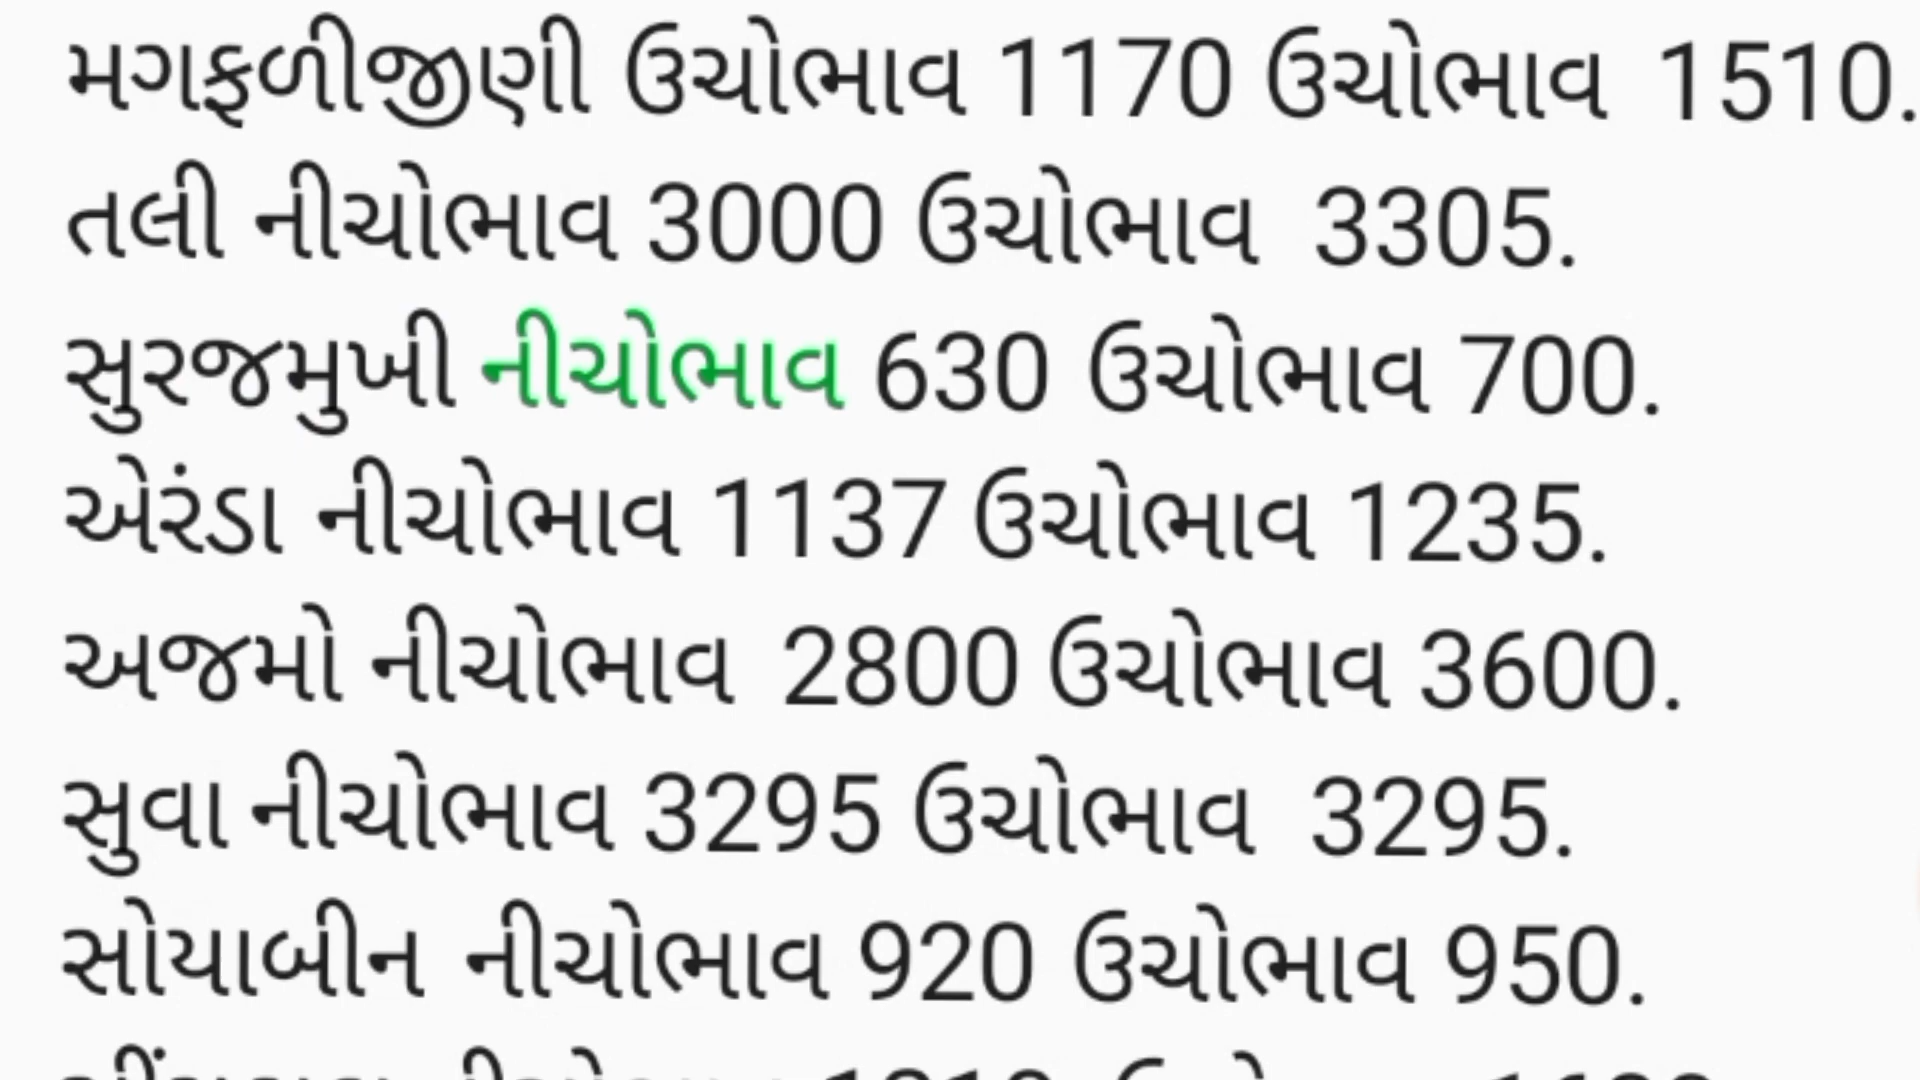 મગફળીજીણી ઉચોભાવ 1170 ઉચોભાવ 1510.
તલી નીચોભાવ 3000 ઉચોભાવ 3305.
સુરજમુખી નીચોભાવ 630 ઉચોભાવ 700.
એરંડા નીચોભાવ 1137 ઉચોભાવ 1235.
અજમો નીચોભાવ 2800 ઉચોભાવ 3600.
સુવા નીચોભાવ 3295 ઉચોભાવ 3295.
સોયાબીન નીચોભાવ 920 ઉચોભાવ 950.